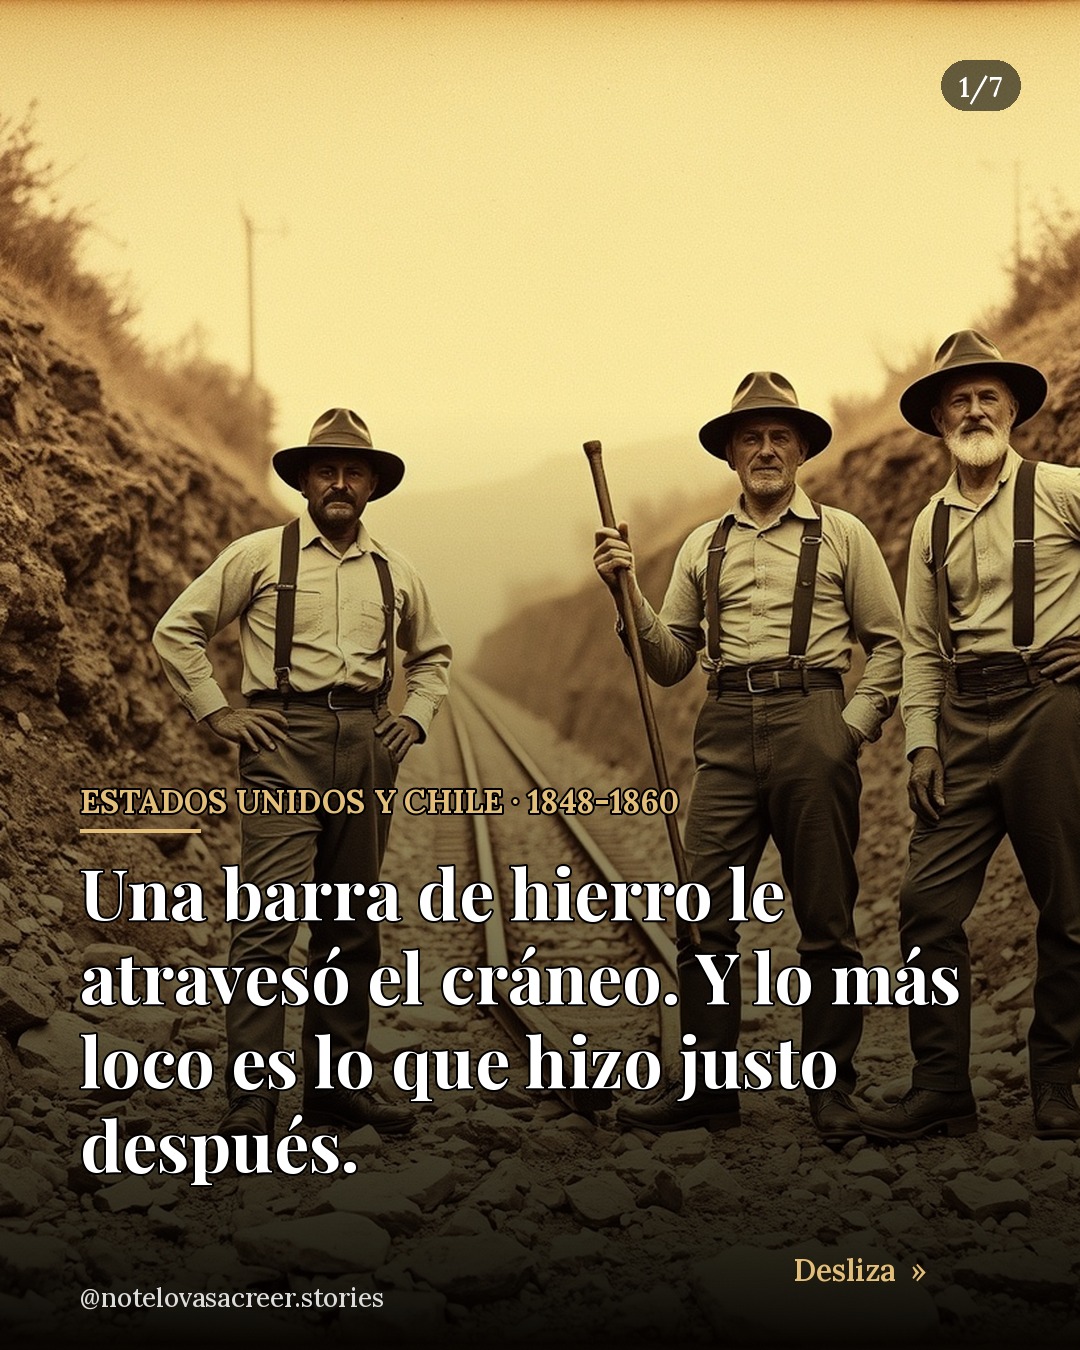 1/7
ESTADOS UNIDOS Y CHILE · 1848-1860
Una barra de hierro le
atravesó el cráneo. Y lo más
loco es lo que hizo justo
después.
Desliza »
@notelovasacreer.stories